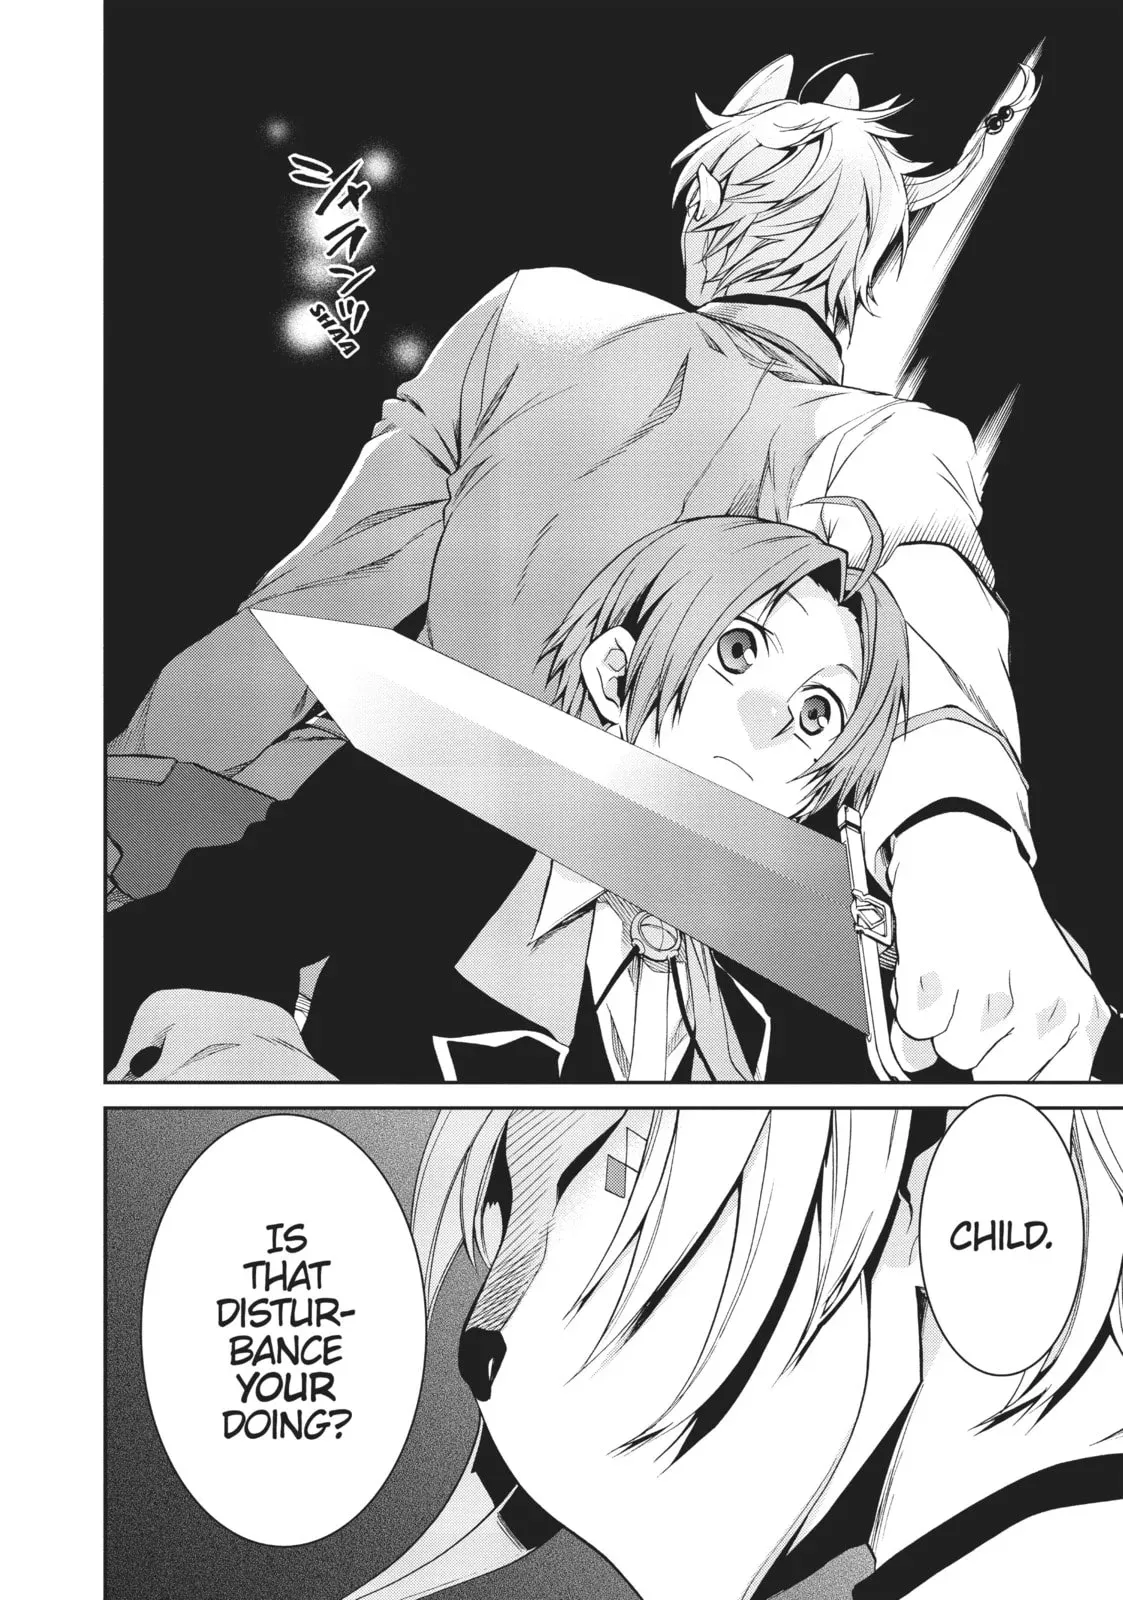 シャランッ
SHAA
CHILD.
IS
THAT
DISTUR-
BANCE
YOUR
DOING?